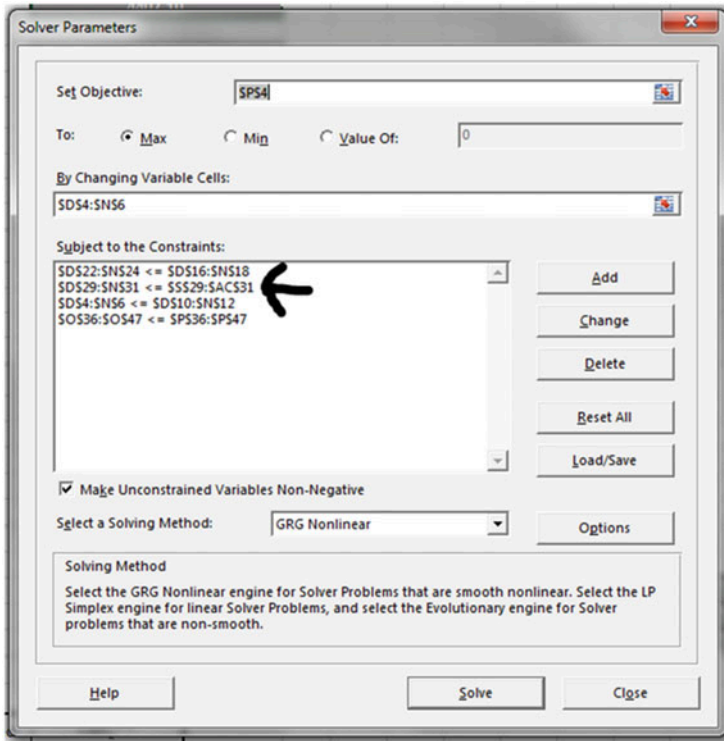 Solver Parameters
Set Objective:
$P$4
To:
Max
Min
Value Of:
0
By Changing Variable Cells:
$D$4:$N$6
Subject to the Constraints:
$D$22:$N$24 <= $D$16:$N$18
$D$29:$N$31 <= $S$29:$AC$31
$D$4:$N$6 <= $D$10:$N$12
$O$36:$O$47 <= $P$36:$P$47
Add
Change
Delete
Reset All
Load/Save
Make Unconstrained Variables Non-Negative
Select a Solving Method:
GRG Nonlinear
Options
Solving Method
Select the GRG Nonlinear engine for Solver Problems that are smooth nonlinear. Select the LP
Simplex engine for linear Solver Problems, and select the Evolutionary engine for Solver
problems that are non-smooth.
Help
Solve
Close